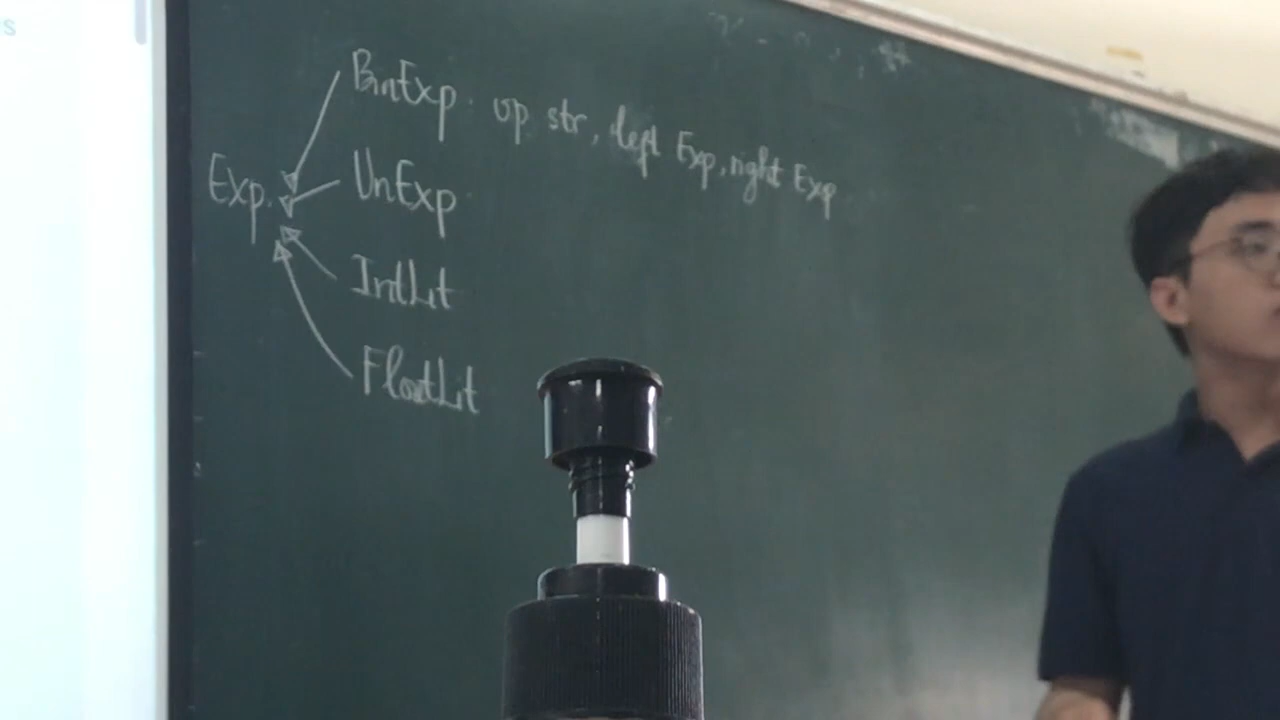 BinExp. op str, left Exp, right Exp
Exp.
UnExp
IntLit
FloatLit